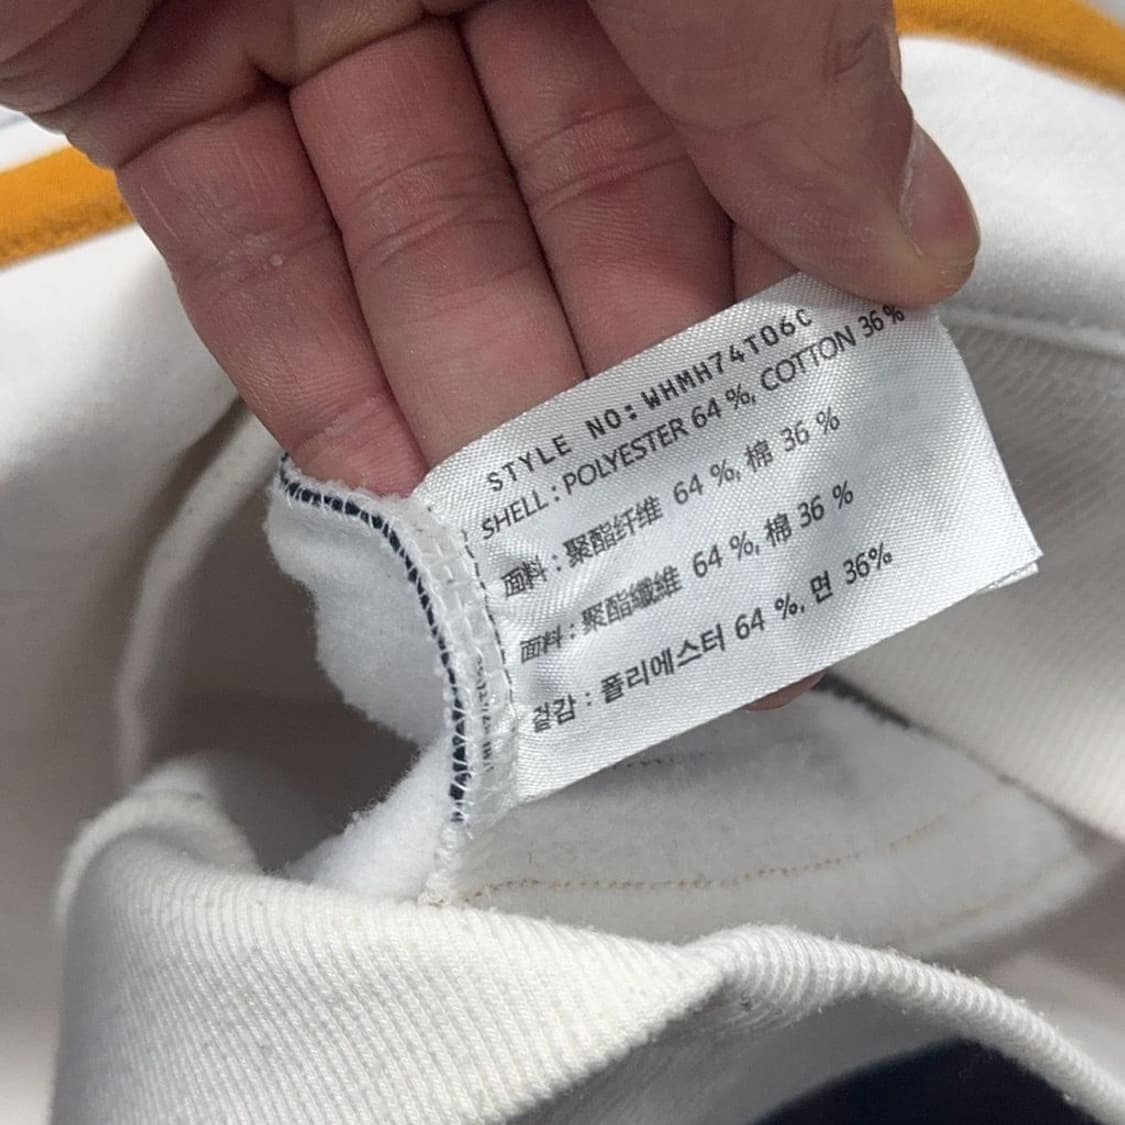 STYLE NO: WHMH74T06C
SHELL : POLYESTER 64 %, COTTON 36 %
面料 : 聚酯纤维 64 %, 棉 36 %
面料 : 聚酯纖維 64 %, 棉 36 %
겉감 : 폴리에스터 64 %, 면 36%